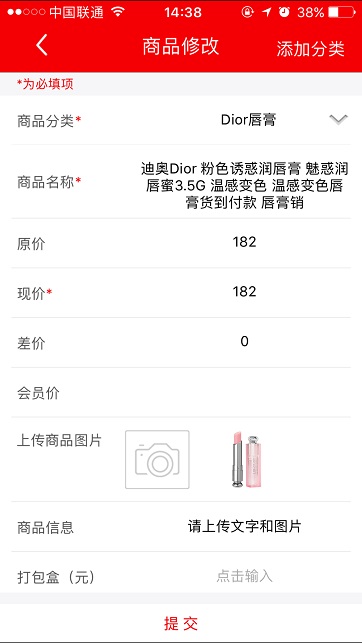 中国联通 14:38 38%
商品修改 添加分类
*为必填项
商品分类* Dior唇膏
商品名称* 迪奥Dior 粉色诱惑润唇膏 魅惑润
唇蜜3.5G 温感变色 温感变色唇
膏货到付款 唇膏销
原价 182
现价* 182
差价 0
会员价
上传商品图片
商品信息 请上传文字和图片
打包盒（元） 点击输入
提 交